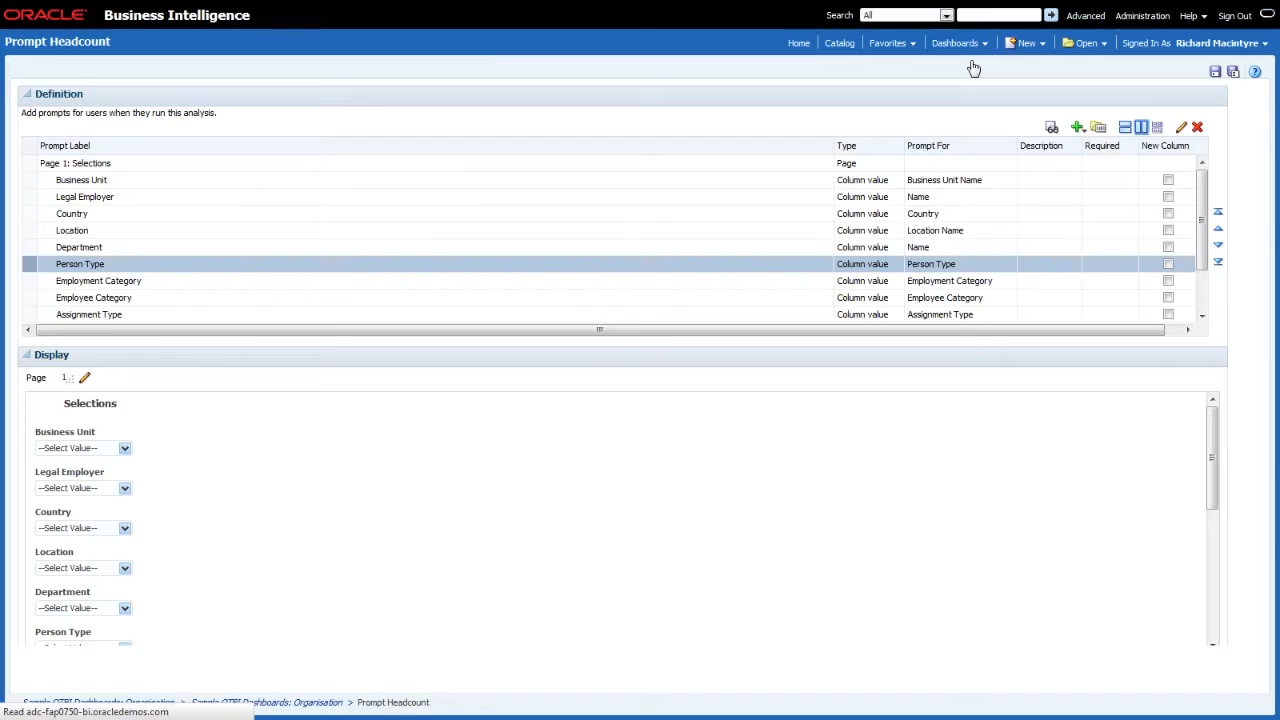 ORACLE Business Intelligence Search All Advanced Administration Help Sign Out
Prompt Headcount Home Catalog Favorites Dashboards New Open Signed In As Richard Macintyre
Definition
Add prompts for users when they run this analysis.
Prompt Label Type Prompt For Description Required New Column
Page 1: Selections Page
Business Unit Column value Business Unit Name
Legal Employer Column value Name
Country Column value Country
Location Column value Location Name
Department Column value Name
Person Type Column value Person Type
Employment Category Column value Employment Category
Employee Category Column value Employee Category
Assignment Type Column value Assignment Type
Display
Page 1
Selections
Business Unit
--Select Value--
Legal Employer
--Select Value--
Country
--Select Value--
Location
--Select Value--
Department
--Select Value--
Person Type
Sample OTBI Dashboards: Organisation > Sample OTBI Dashboards: Organisation > Prompt Headcount
Read adc-fap0750-bi.oracledemos.com